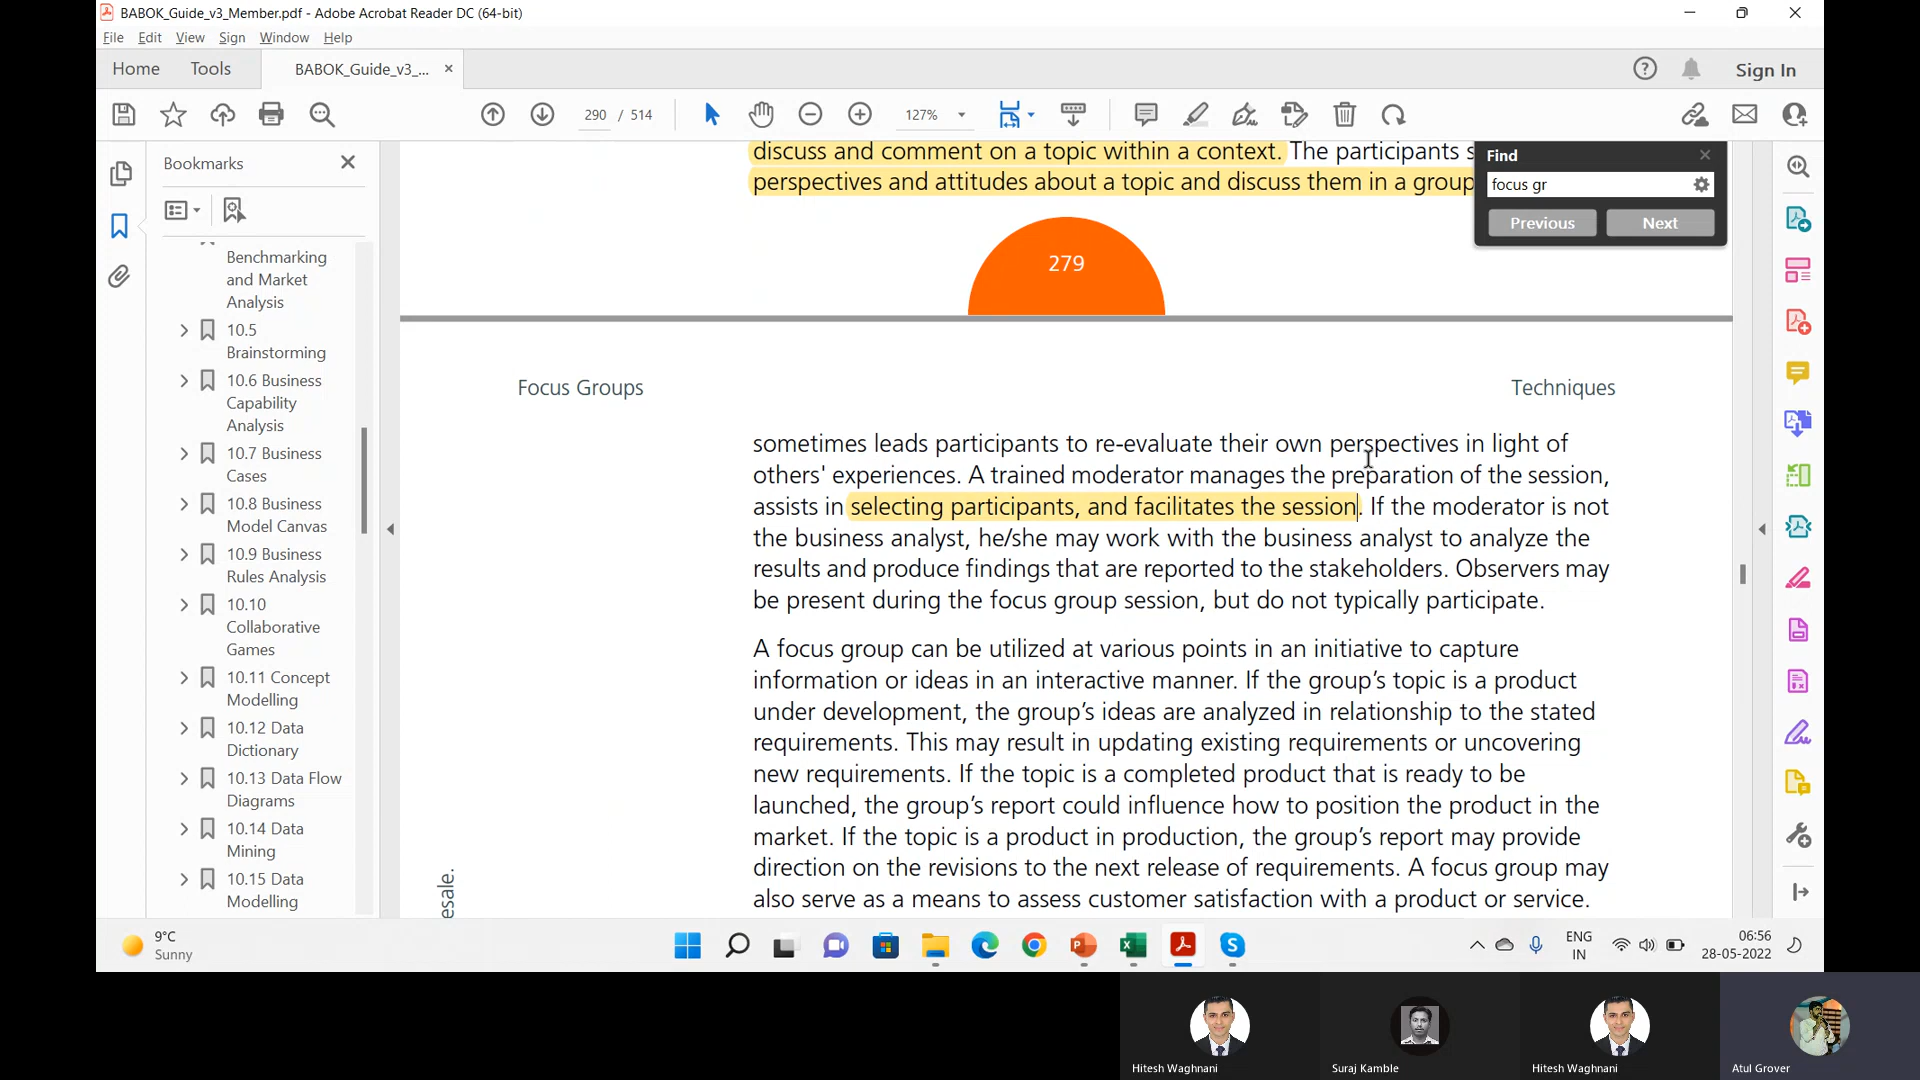 BABOK_Guide_v3_Member.pdf - Adobe Acrobat Reader DC (64-bit)
File Edit View Sign Window Help
Home Tools BABOK_Guide_v3_... × Sign In
290 / 514 127%
Bookmarks
Benchmarking
and Market
Analysis
10.5
Brainstorming
10.6 Business
Capability
Analysis
10.7 Business
Cases
10.8 Business
Model Canvas
10.9 Business
Rules Analysis
10.10
Collaborative
Games
10.11 Concept
Modelling
10.12 Data
Dictionary
10.13 Data Flow
Diagrams
10.14 Data
Mining
10.15 Data
Modelling
discuss and comment on a topic within a context. The participants s
perspectives and attitudes about a topic and discuss them in a group
Find
focus gr
Previous Next
279
Focus Groups Techniques
sometimes leads participants to re-evaluate their own perspectives in light of
others' experiences. A trained moderator manages the preparation of the session,
assists in selecting participants, and facilitates the session. If the moderator is not
the business analyst, he/she may work with the business analyst to analyze the
results and produce findings that are reported to the stakeholders. Observers may
be present during the focus group session, but do not typically participate.
A focus group can be utilized at various points in an initiative to capture
information or ideas in an interactive manner. If the group’s topic is a product
under development, the group’s ideas are analyzed in relationship to the stated
requirements. This may result in updating existing requirements or uncovering
new requirements. If the topic is a completed product that is ready to be
launched, the group’s report could influence how to position the product in the
market. If the topic is a product in production, the group’s report may provide
direction on the revisions to the next release of requirements. A focus group may
also serve as a means to assess customer satisfaction with a product or service.
esale.
9°C
Sunny
ENG
IN
06:56
28-05-2022
Hitesh Waghnani Suraj Kamble Hitesh Waghnani Atul Grover